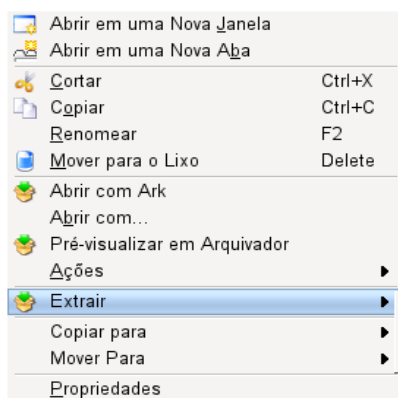 Abrir em uma Nova Janela
Abrir em uma Nova Aba
Cortar Ctrl+X
Copiar Ctrl+C
Renomear F2
Mover para o Lixo Delete
Abrir com Ark
Abrir com...
Pré-visualizar em Arquivador
Ações
Extrair
Copiar para
Mover Para
Propriedades